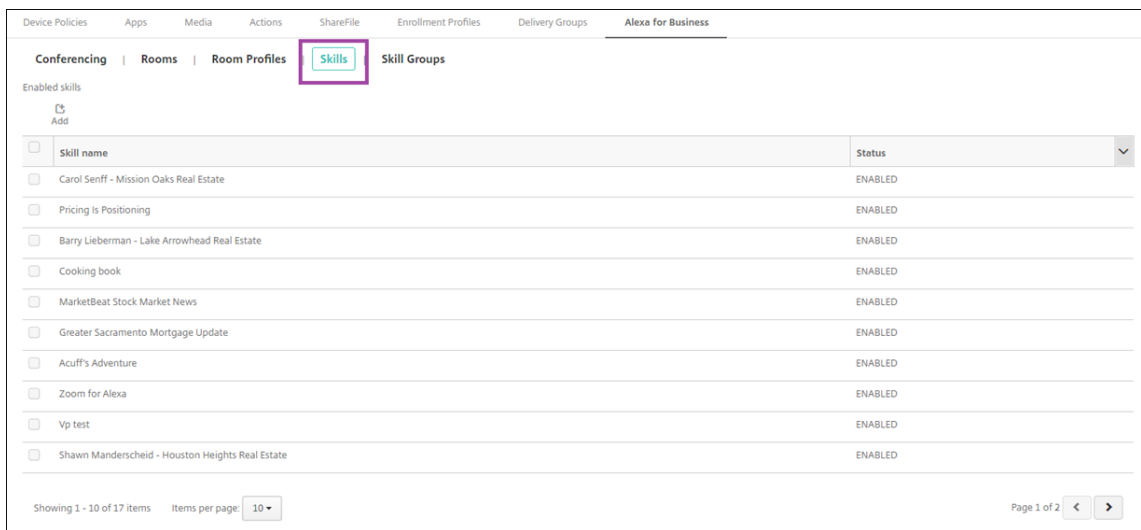 Device Policies Apps Media Actions ShareFile Enrollment Profiles Delivery Groups Alexa for Business
Conferencing | Rooms | Room Profiles | Skills | Skill Groups
Enabled skills
Add
Skill name Status
Carol Senff - Mission Oaks Real Estate ENABLED
Pricing Is Positioning ENABLED
Barry Lieberman - Lake Arrowhead Real Estate ENABLED
Cooking book ENABLED
MarketBeat Stock Market News ENABLED
Greater Sacramento Mortgage Update ENABLED
Acuff's Adventure ENABLED
Zoom for Alexa ENABLED
Vp test ENABLED
Shawn Manderscheid - Houston Heights Real Estate ENABLED
Showing 1 - 10 of 17 items Items per page: 10 Page 1 of 2